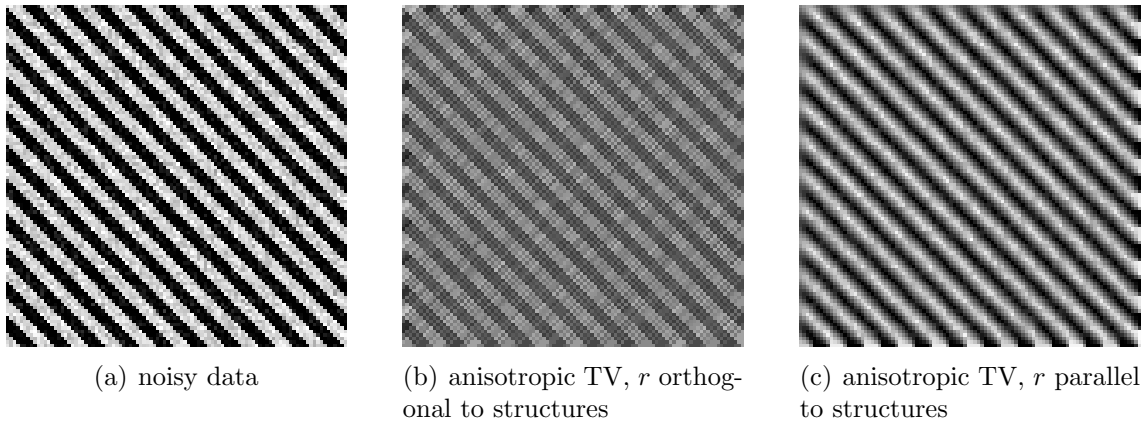 (a) noisy data
(b) anisotropic TV, r orthog-
onal to structures
(c) anisotropic TV, r parallel
to structures